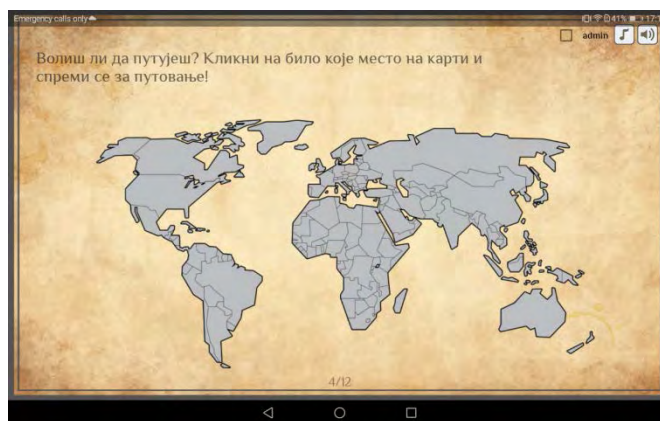 Emergency calls only
41%
admin
Волиш ли да путујеш? Кликни на било које место на карти и
спреми се за путовање!
4/12